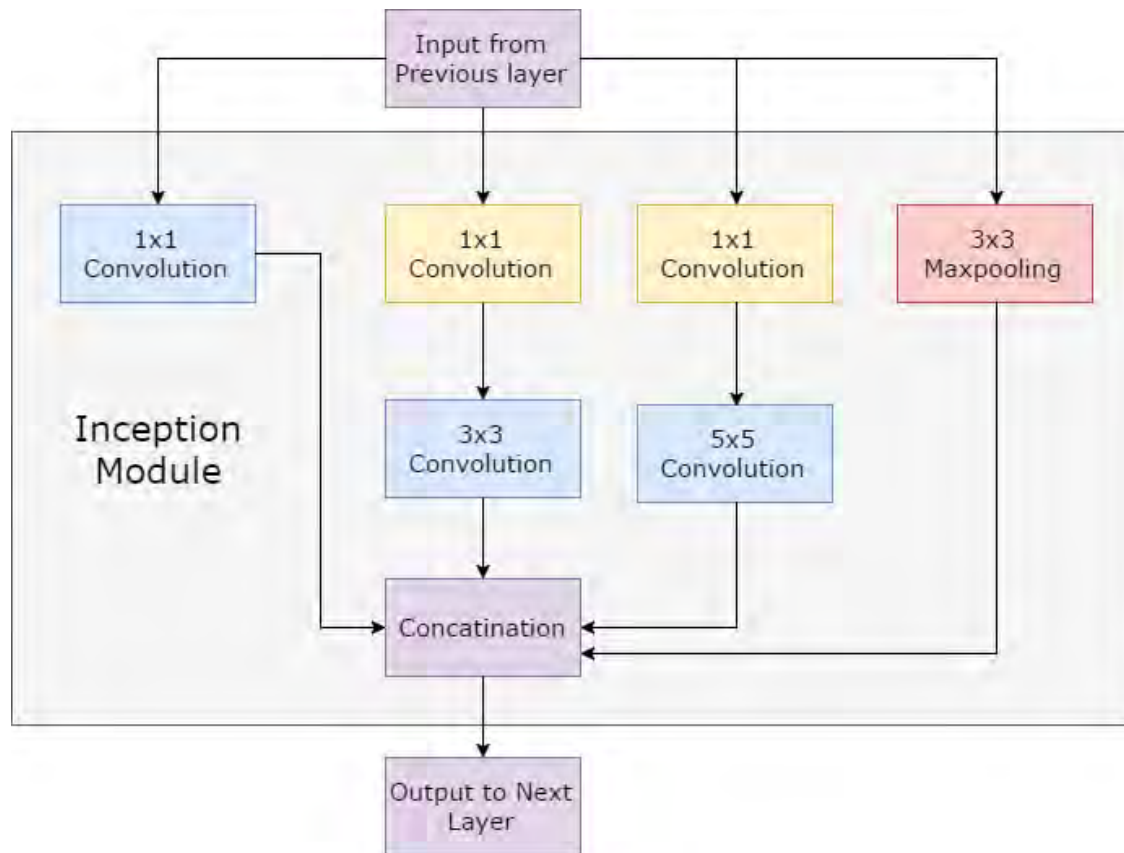 Input from
Previous layer
1x1
Convolution
1x1
Convolution
1x1
Convolution
3x3
Maxpooling
Inception
Module
3x3
Convolution
5x5
Convolution
Concatination
Output to Next
Layer